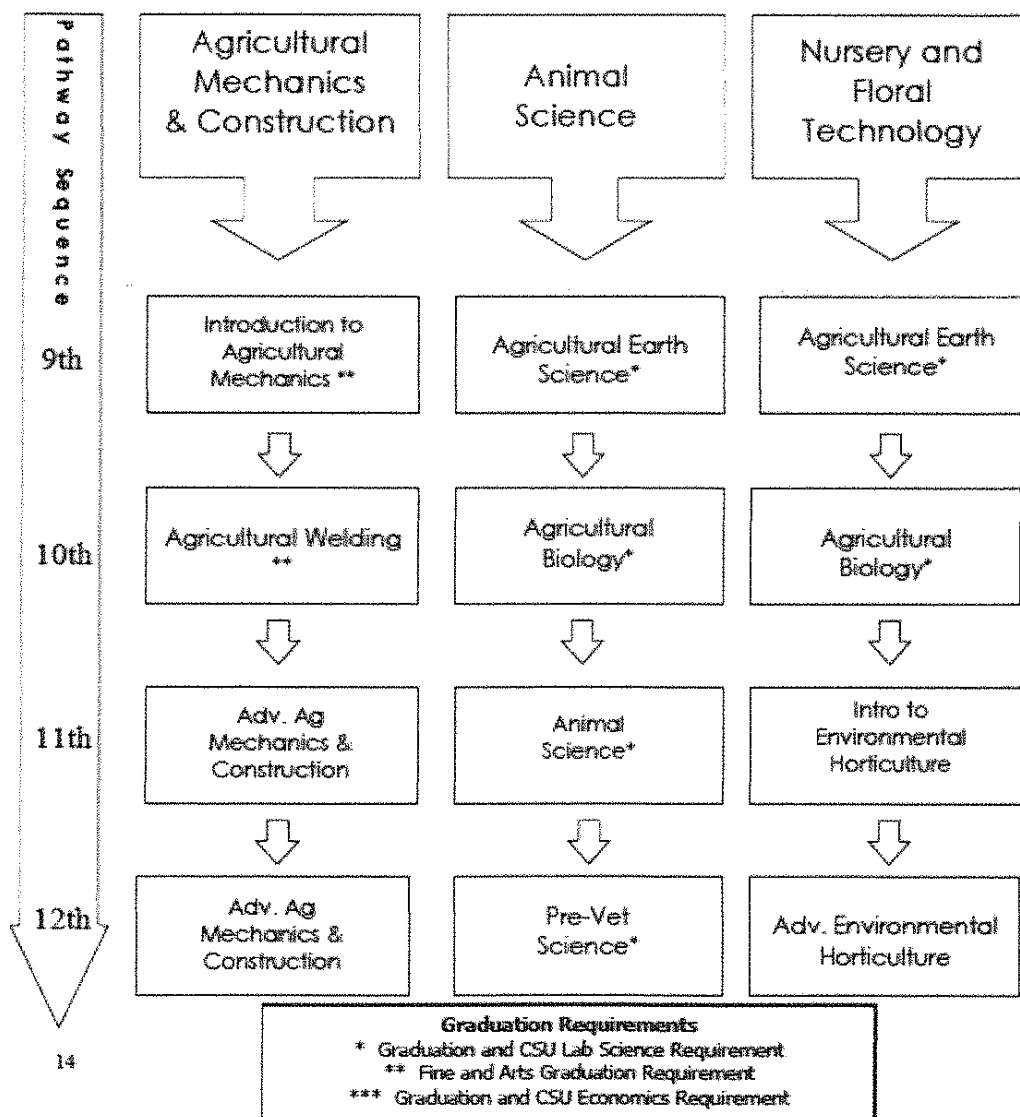 Pathway Sequence
Agricultural
Mechanics
& Construction
Animal
Science
Nursery and
Floral
Technology
9th
Introduction to
Agricultural
Mechanics **
Agricultural Earth
Science*
Agricultural Earth
Science*
10th
Agricultural Welding
**
Agricultural
Biology*
Agricultural
Biology*
11th
Adv. Ag
Mechanics &
Construction
Animal
Science*
Intro to
Environmental
Horticulture
12th
Adv. Ag
Mechanics &
Construction
Pre-Vet
Science*
Adv. Environmental
Horticulture
Graduation Requirements
* Graduation and CSU Lab Science Requirement
** Fine and Arts Graduation Requirement
*** Graduation and CSU Economics Requirement
14